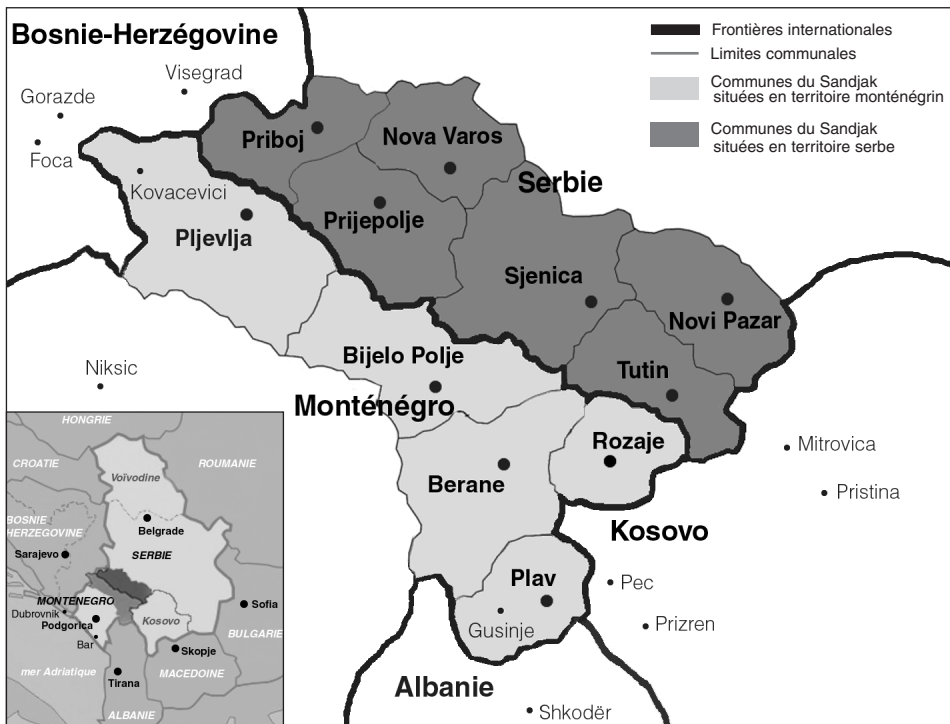 Bosnie-Herzégovine
Frontières internationales
Limites communales
Communes du Sandjak
situées en territoire monténégrin
Communes du Sandjak
situées en territoire serbe
Visegrad
Gorazde
Foca
Priboj
Nova Varos
Kovacevici
Serbie
Prijepolje
Pljevlja
Sjenica
Novi Pazar
Bijelo Polje
Niksic
Tutin
Monténégro
Rozaje
Mitrovica
Berane
Pristina
Kosovo
Plav
Pec
Gusinje
Prizren
Albanie
Shkodër
HONGRIE
CROATIE
ROUMANIE
Voïvodine
BOSNIE
HERZEGOVINE
Belgrade
SERBIE
Sarajevo
MONTENEGRO
Dubrovnik
Podgorica
Sofia
Kosovo
Bar
BULGARIE
Skopje
mer Adriatique
MACEDOINE
Tirana
ALBANIE